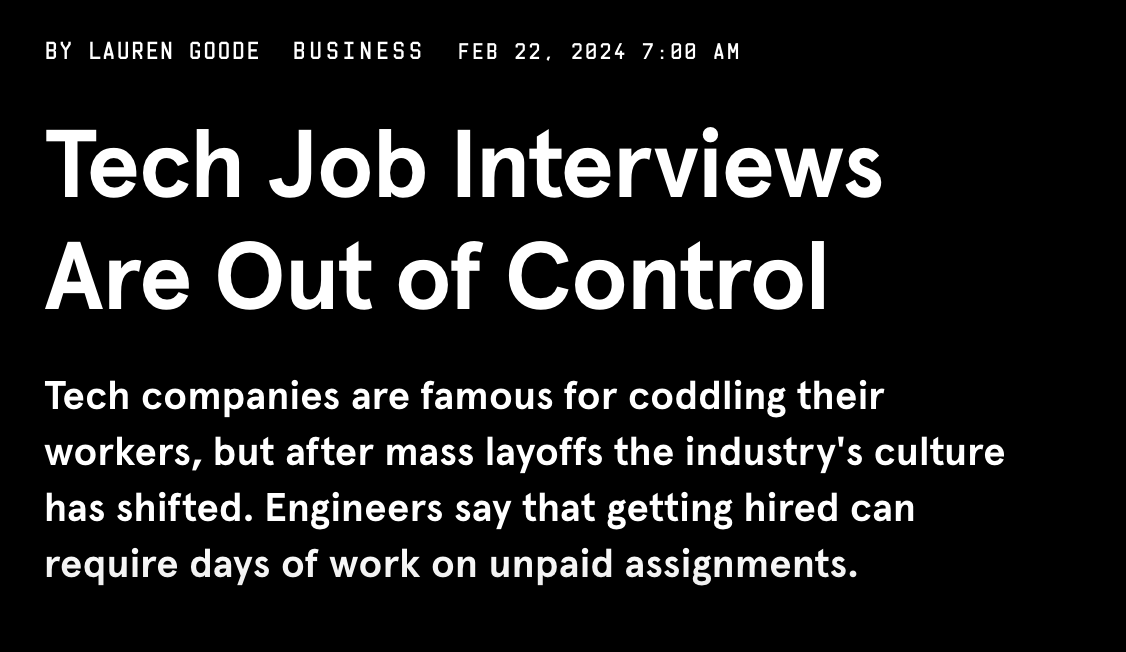 BY LAUREN GOODE BUSINESS FEB 22, 2024 7:00 AM
Tech Job Interviews
Are Out of Control
Tech companies are famous for coddling their
workers, but after mass layoffs the industry's culture
has shifted. Engineers say that getting hired can
require days of work on unpaid assignments.